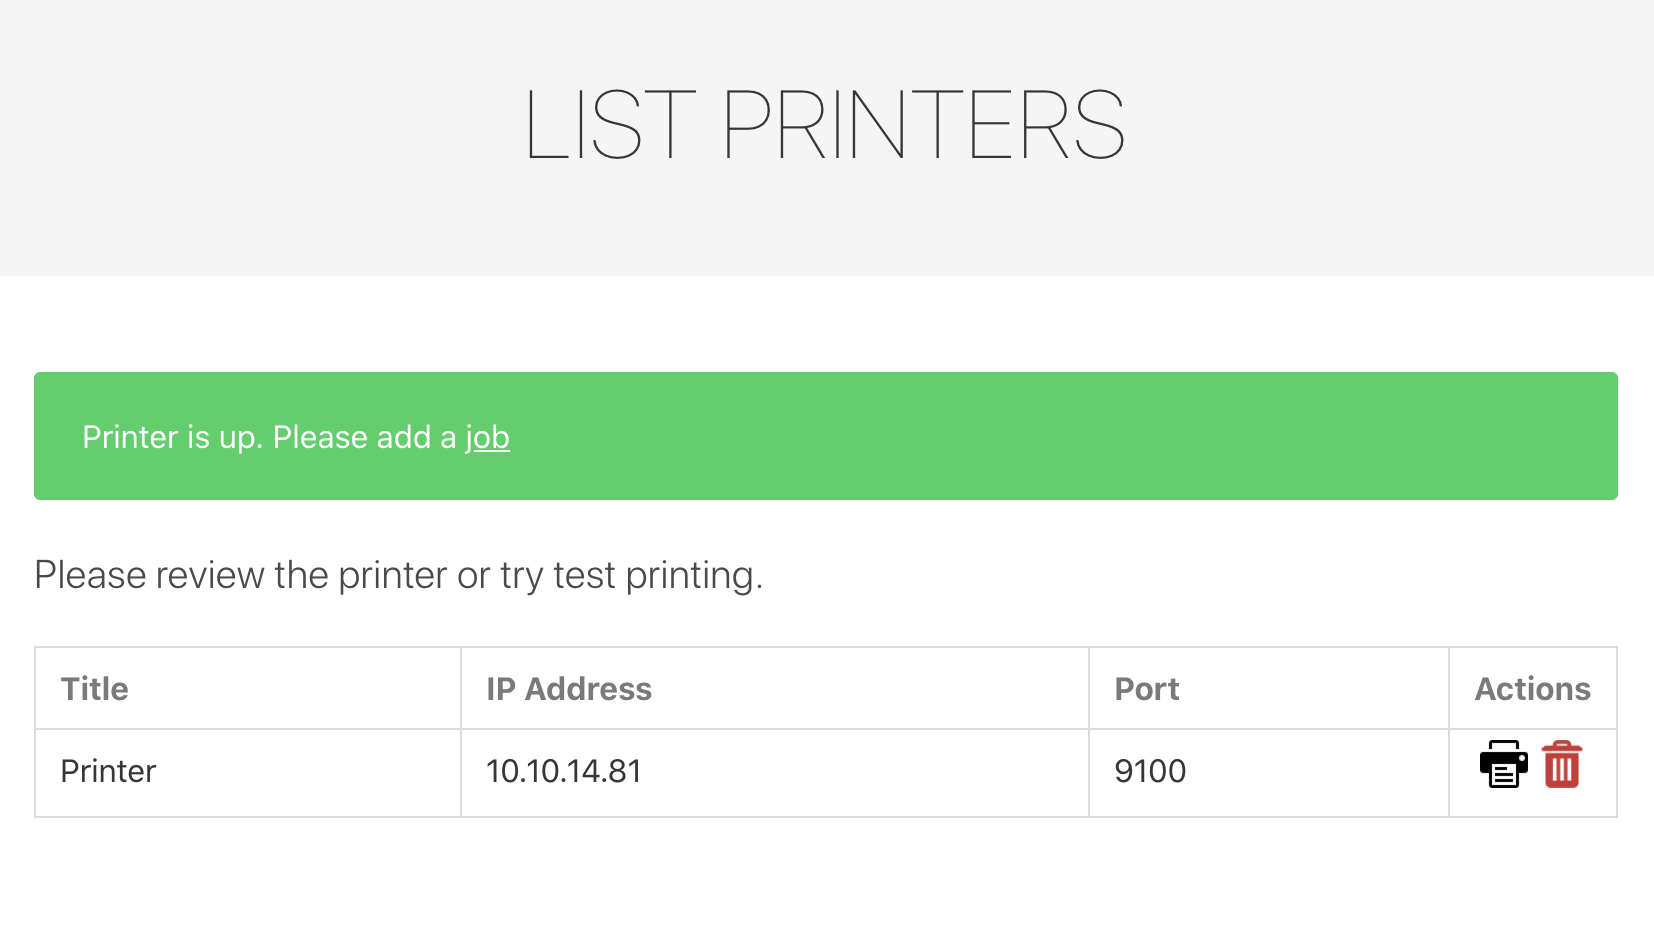 LIST PRINTERS
Printer is up. Please add a job
Please review the printer or try test printing.
Title IP Address Port Actions
Printer 10.10.14.81 9100